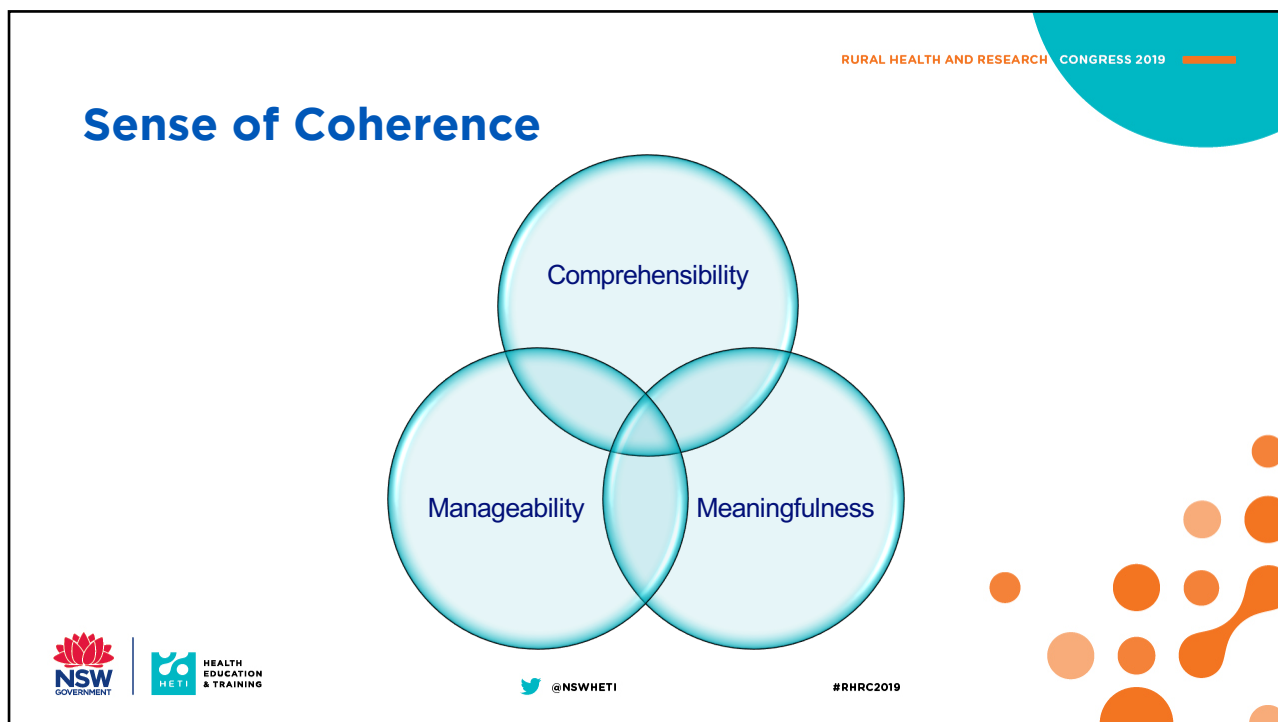 RURAL HEALTH AND RESEARCH CONGRESS 2019
Sense of Coherence
Comprehensibility
Manageability
Meaningfulness
NSW
GOVERNMENT
HETI
HEALTH
EDUCATION
& TRAINING
@NSWHETI
#RHRC2019